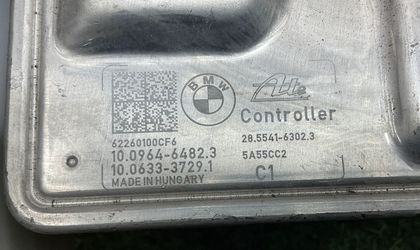 BMW
Ate
Controller
62260100CF6
28.5541-6302.3
10.0964-6482.3
5A55CC2
10.0633-3729.1
C1
MADE IN HUNGARY